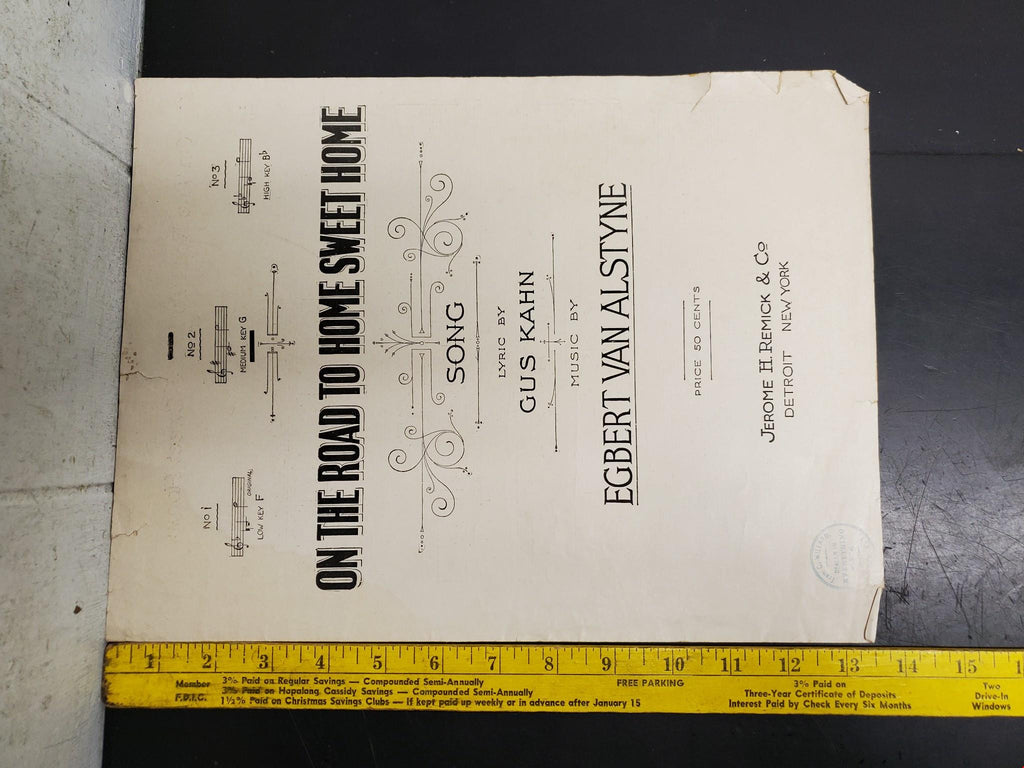 No 1
LOW KEY F
ORIGINAL
No 2
MEDIUM KEY G
No 3
HIGH KEY B♭
ON THE ROAD TO HOME SWEET HOME
SONG
LYRIC BY
GUS KAHN
MUSIC BY
EGBERT VAN ALSTYNE
PRICE 50 CENTS
JEROME H. REMICK & Co
DETROIT NEW YORK
1 2 3 4 5 6 7 8 9 10 11 12 13 14 15
Member
F.D.I.C.
3% Paid on Regular Savings — Compounded Semi-Annually
3% Paid on Hopalong Cassidy Savings — Compounded Semi-Annually
1½% Paid on Christmas Savings Clubs — If kept paid up weekly or in advance after January 15
FREE PARKING
3% Paid on
Three-Year Certificate of Deposits
Interest Paid by Check Every Six Months
Two
Drive-In
Windows